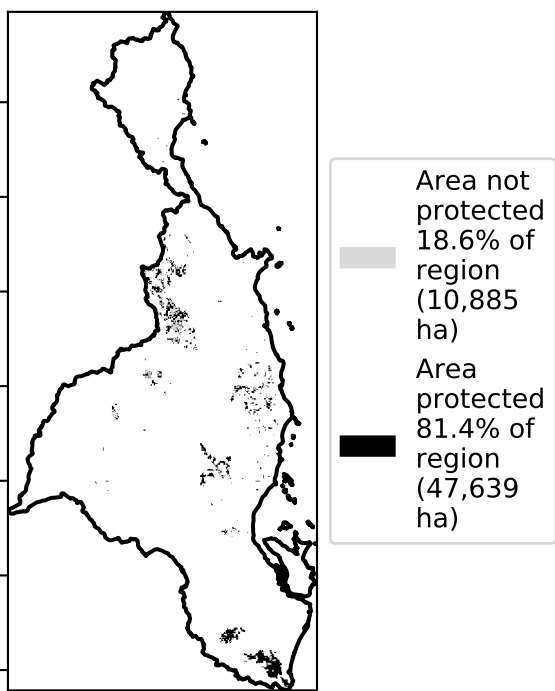 Area not
protected
18.6% of
region
(10,885
ha)
Area
protected
81.4% of
region
(47,639
ha)